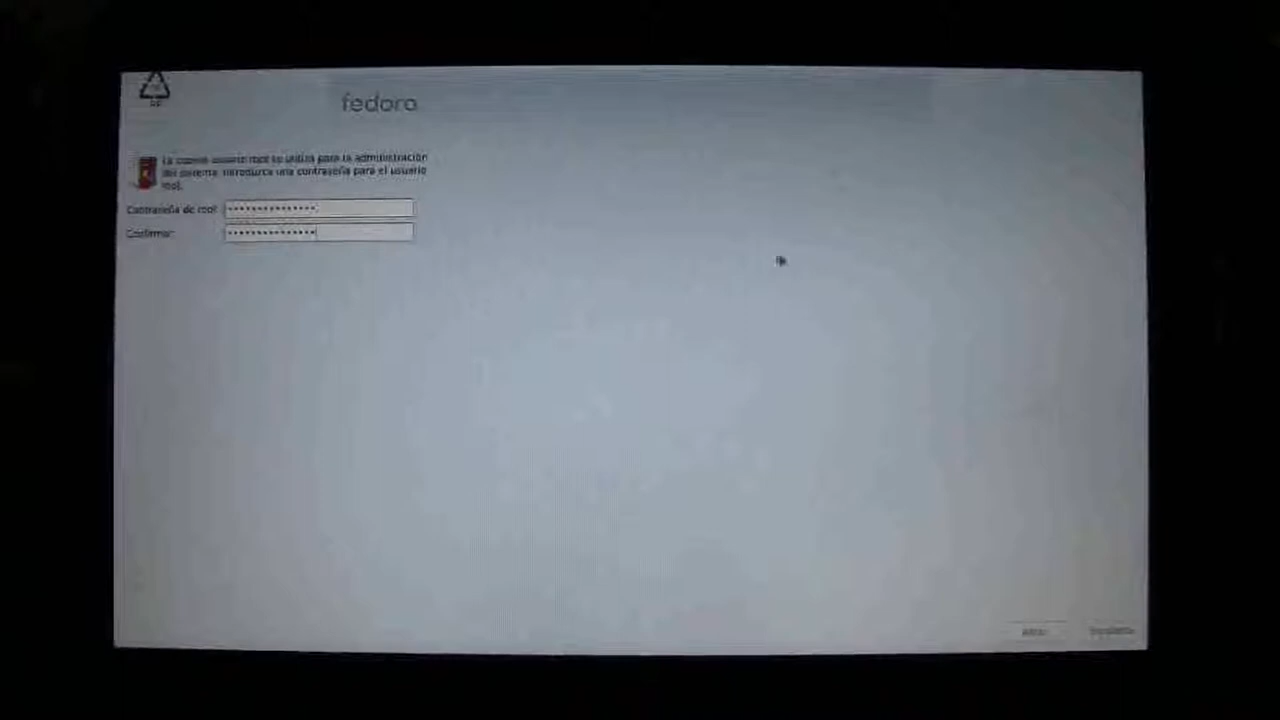 fedora
La cuenta usuario root se utiliza para la administración
del sistema. Introduzca una contraseña para el usuario
root.
Contraseña de root
Confirmar:
Atrás